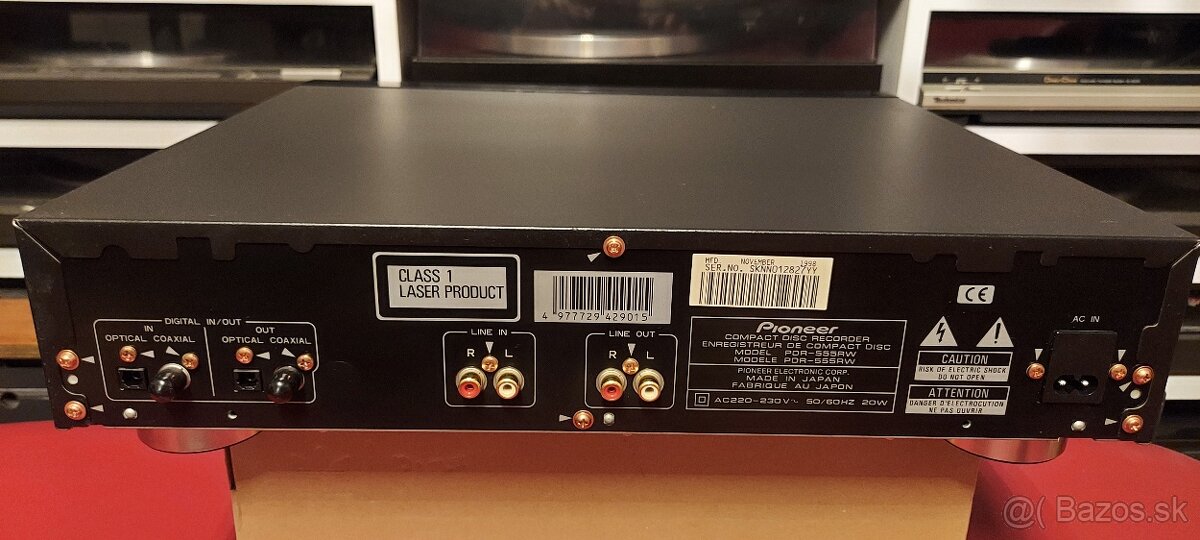 Technics
CLASS 1
LASER PRODUCT
4 977729 429015
MFD. NOVEMBER 1998
SER.NO. SKNN012827YY
CE
DIGITAL IN/OUT
IN
OPTICAL COAXIAL
OUT
OPTICAL COAXIAL
LINE IN
R L
LINE OUT
R L
Pioneer
COMPACT DISC RECORDER
ENREGISTREUR DE COMPACT DISC
MODEL PDR-555RW
MODELE PDR-555RW
PIONEER ELECTRONIC CORP.
MADE IN JAPAN
FABRIQUE AU JAPON
AC220-230V~ 50/60HZ 20W
CAUTION
RISK OF ELECTRIC SHOCK
DO NOT OPEN
ATTENTION
DANGER D'ELECTROCUTION
NE PAS OUVRIR
AC IN
@( Bazos.sk